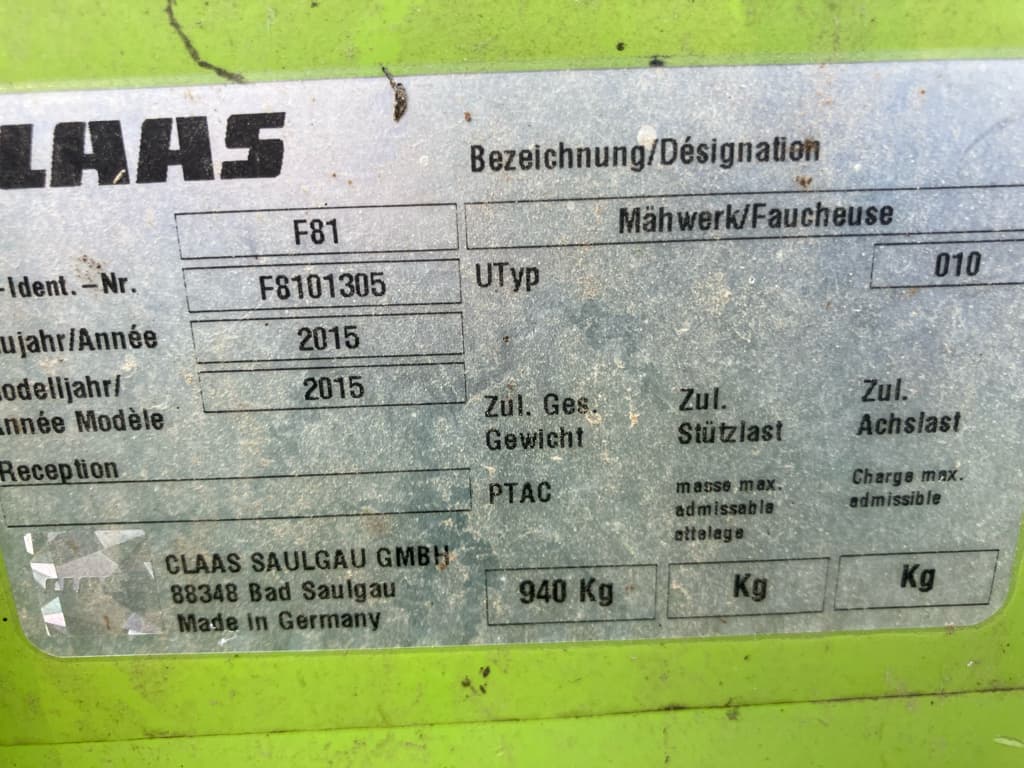 LAAS
Bezeichnung/Désignation
F81
Mähwerk/Faucheuse
-Ident.-Nr.
F8101305
UTyp
010
ujahr/Année
2015
odelljahr/
nnée Modèle
2015
Zul. Ges.
Gewicht
Zul.
Stützlast
Zul.
Achslast
Reception
PTAC
masse max.
admissable
attelage
Charge max.
admissible
CLAAS SAULGAU GMBH
88348 Bad Saulgau
Made in Germany
940 Kg
Kg
Kg